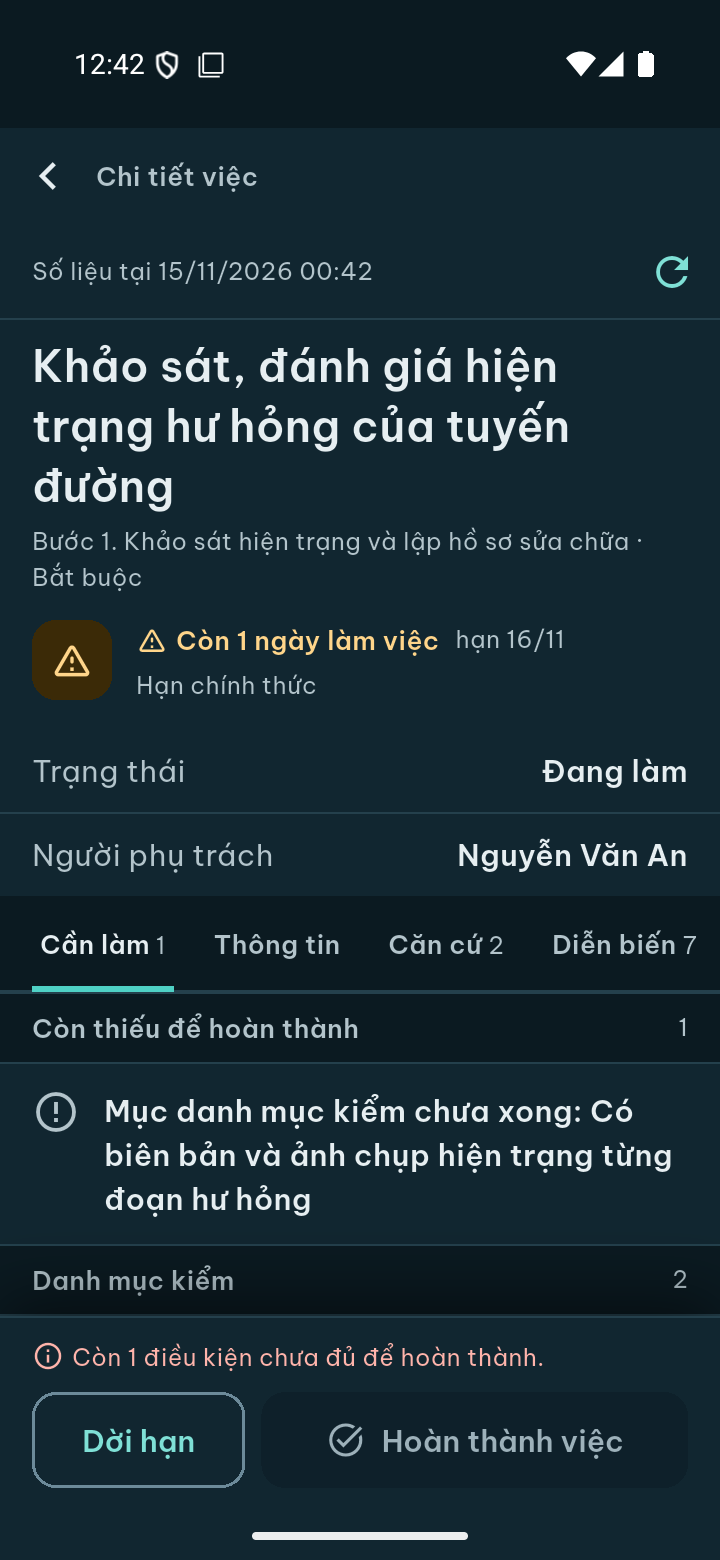 12:42
Chi tiết việc
Số liệu tại 15/11/2026 00:42
Khảo sát, đánh giá hiện
trạng hư hỏng của tuyến
đường
Bước 1. Khảo sát hiện trạng và lập hồ sơ sửa chữa ·
Bắt buộc
Còn 1 ngày làm việc hạn 16/11
Hạn chính thức
Trạng thái Đang làm
Người phụ trách Nguyễn Văn An
Cần làm 1 Thông tin Căn cứ 2 Diễn biến 7
Còn thiếu để hoàn thành 1
Mục danh mục kiểm chưa xong: Có
biên bản và ảnh chụp hiện trạng từng
đoạn hư hỏng
Danh mục kiểm 2
Còn 1 điều kiện chưa đủ để hoàn thành.
Dời hạn Hoàn thành việc